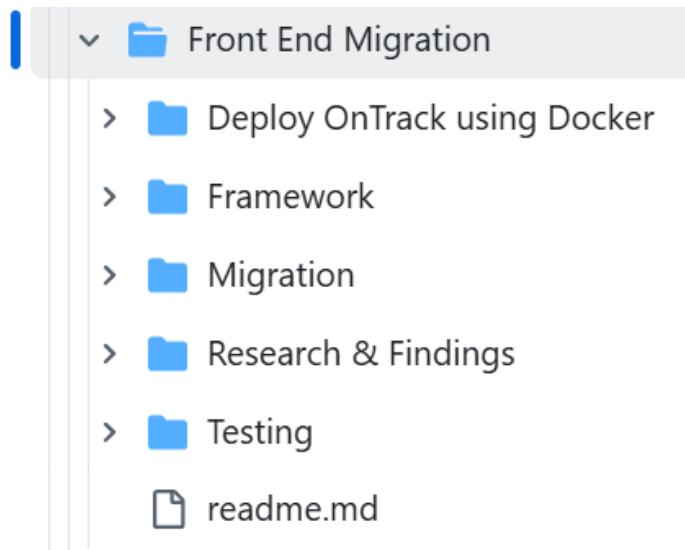 Front End Migration
Deploy OnTrack using Docker
Framework
Migration
Research & Findings
Testing
readme.md